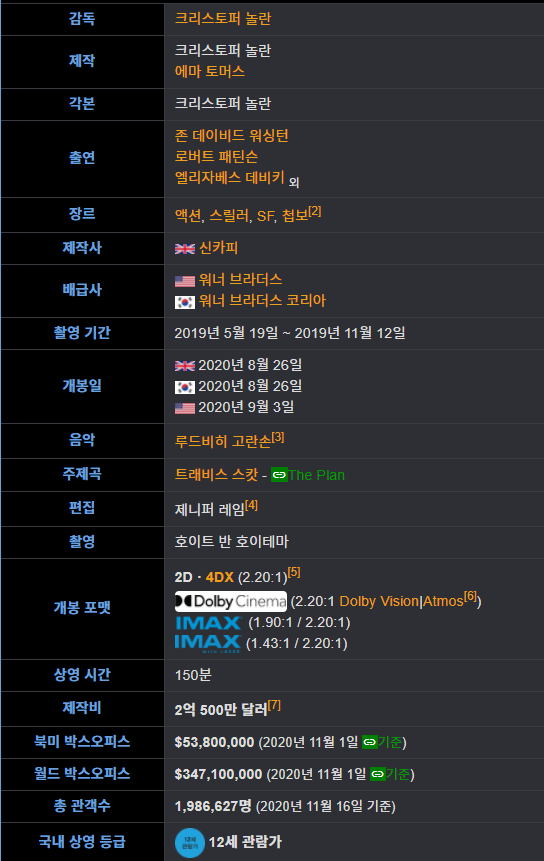 감독 크리스토퍼 놀란
제작 크리스토퍼 놀란
에마 토머스
각본 크리스토퍼 놀란
출연 존 데이비드 워싱턴
로버트 패틴슨
엘리자베스 데비키 외
장르 액션, 스릴러, SF, 첩보[2]
제작사 신카피
배급사 워너 브라더스
워너 브라더스 코리아
촬영 기간 2019년 5월 19일 ~ 2019년 11월 12일
개봉일 2020년 8월 26일
2020년 8월 26일
2020년 9월 3일
음악 루드비히 고란손[3]
주제곡 트래비스 스캇 - The Plan
편집 제니퍼 레임[4]
촬영 호이트 반 호이테마
개봉 포맷 2D · 4DX (2.20:1)[5]
Dolby Cinema (2.20:1 Dolby Vision|Atmos[6])
IMAX (1.90:1 / 2.20:1)
IMAX WITH LASER (1.43:1 / 2.20:1)
상영 시간 150분
제작비 2억 500만 달러[7]
북미 박스오피스 $53,800,000 (2020년 11월 1일 기준)
월드 박스오피스 $347,100,000 (2020년 11월 1일 기준)
총 관객수 1,986,627명 (2020년 11월 16일 기준)
국내 상영 등급 12세 관람가 12세 관람가